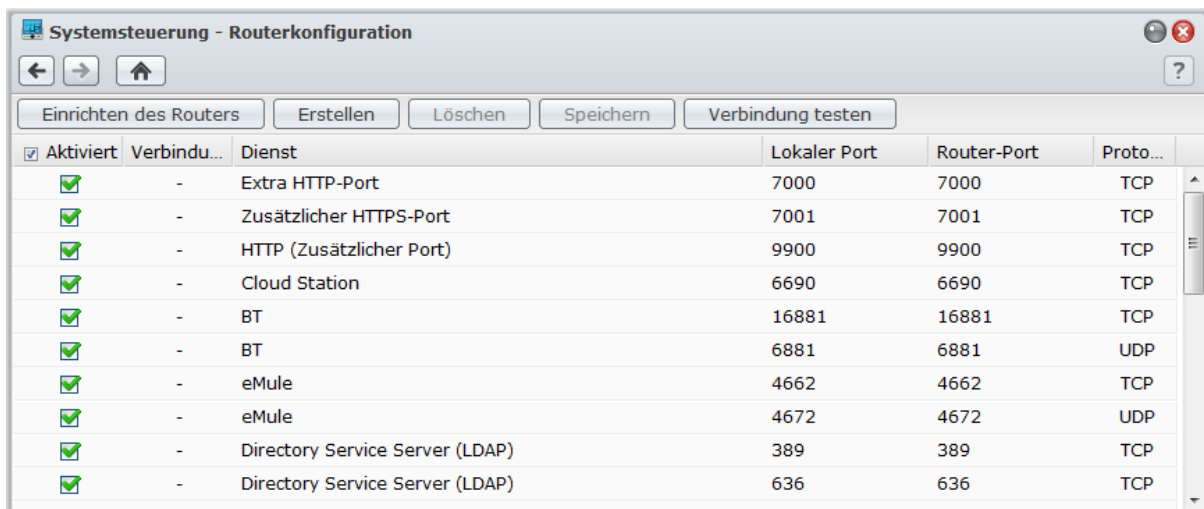 Systemsteuerung - Routerkonfiguration
?
Einrichten des Routers Erstellen Löschen Speichern Verbindung testen
Aktiviert Verbindu... Dienst Lokaler Port Router-Port Proto...
- Extra HTTP-Port 7000 7000 TCP
- Zusätzlicher HTTPS-Port 7001 7001 TCP
- HTTP (Zusätzlicher Port) 9900 9900 TCP
- Cloud Station 6690 6690 TCP
- BT 16881 16881 TCP
- BT 6881 6881 UDP
- eMule 4662 4662 TCP
- eMule 4672 4672 UDP
- Directory Service Server (LDAP) 389 389 TCP
- Directory Service Server (LDAP) 636 636 TCP